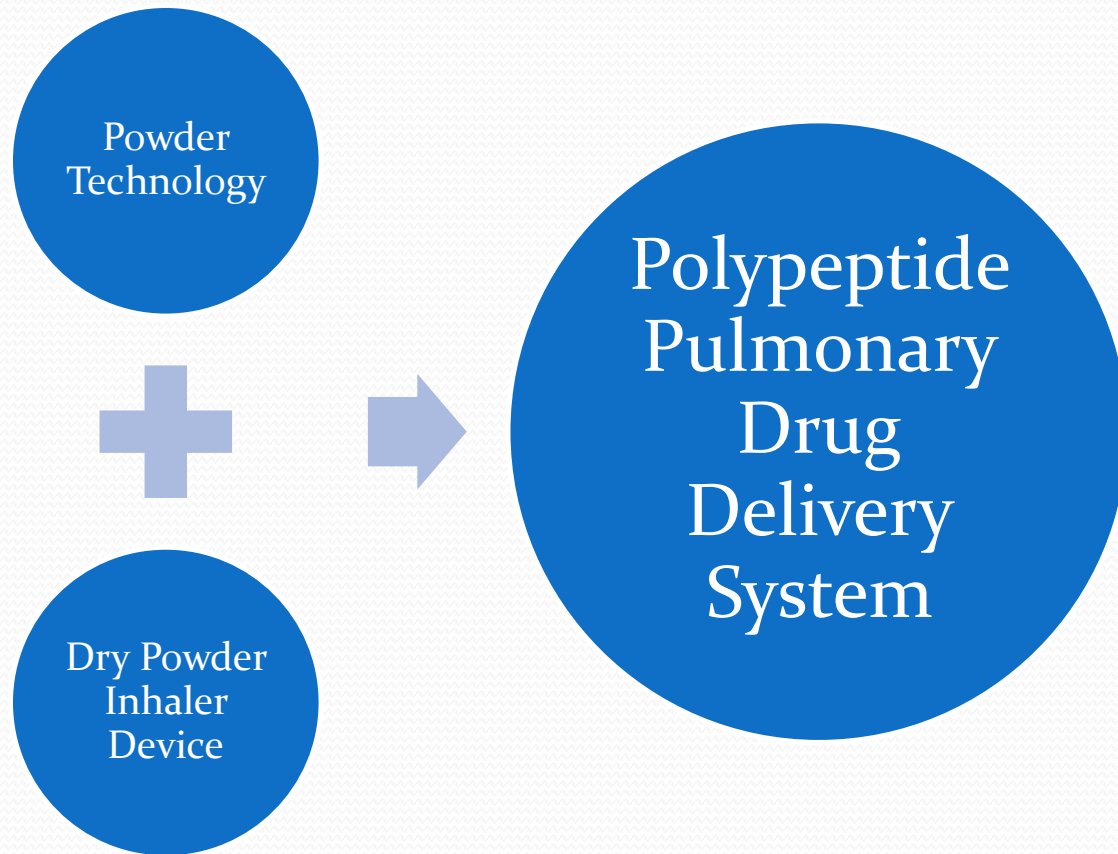 Powder
Technology
Dry Powder
Inhaler
Device
Polypeptide
Pulmonary
Drug
Delivery
System